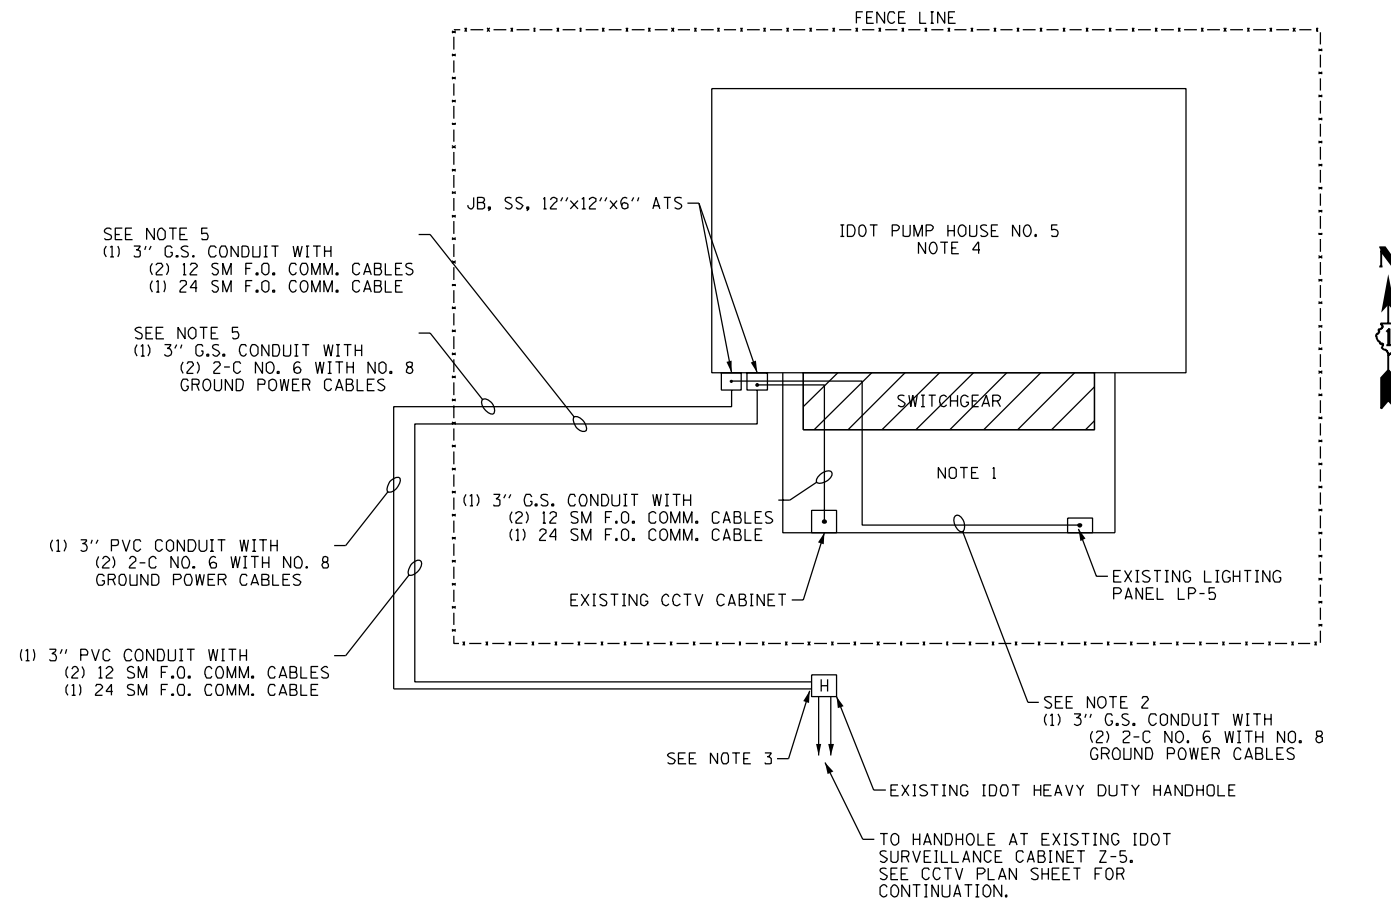 FENCE LINE
JB, SS, 12"x12"x6" ATS
IDOT PUMP HOUSE NO. 5
NOTE 4
N
SEE NOTE 5
(1) 3" G.S. CONDUIT WITH
(2) 12 SM F.O. COMM. CABLES
(1) 24 SM F.O. COMM. CABLE
SEE NOTE 5
(1) 3" G.S. CONDUIT WITH
(2) 2-C NO. 6 WITH NO. 8
GROUND POWER CABLES
SWITCHGEAR
NOTE 1
(1) 3" G.S. CONDUIT WITH
(2) 12 SM F.O. COMM. CABLES
(1) 24 SM F.O. COMM. CABLE
(1) 3" PVC CONDUIT WITH
(2) 2-C NO. 6 WITH NO. 8
GROUND POWER CABLES
EXISTING CCTV CABINET
EXISTING LIGHTING
PANEL LP-5
(1) 3" PVC CONDUIT WITH
(2) 12 SM F.O. COMM. CABLES
(1) 24 SM F.O. COMM. CABLE
H
SEE NOTE 2
(1) 3" G.S. CONDUIT WITH
(2) 2-C NO. 6 WITH NO. 8
GROUND POWER CABLES
SEE NOTE 3
EXISTING IDOT HEAVY DUTY HANDHOLE
TO HANDHOLE AT EXISTING IDOT
SURVEILLANCE CABINET Z-5.
SEE CCTV PLAN SHEET FOR
CONTINUATION.